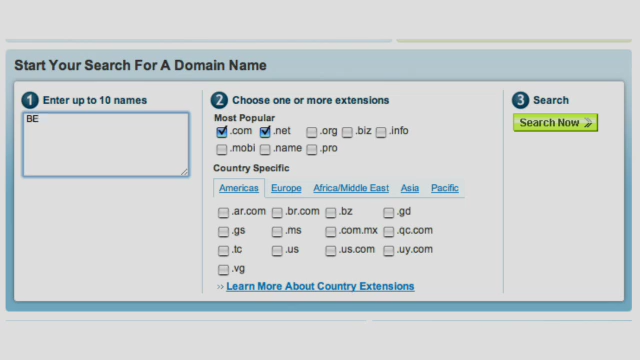 Start Your Search For A Domain Name
1 Enter up to 10 names
BE
2 Choose one or more extensions
Most Popular
.com .net .org .biz .info
.mobi .name .pro
Country Specific
Americas Europe Africa/Middle East Asia Pacific
.ar.com .br.com .bz .gd
.gs .ms .com.mx .qc.com
.tc .us .us.com .uy.com
.vg
>> Learn More About Country Extensions
3 Search
Search Now >>